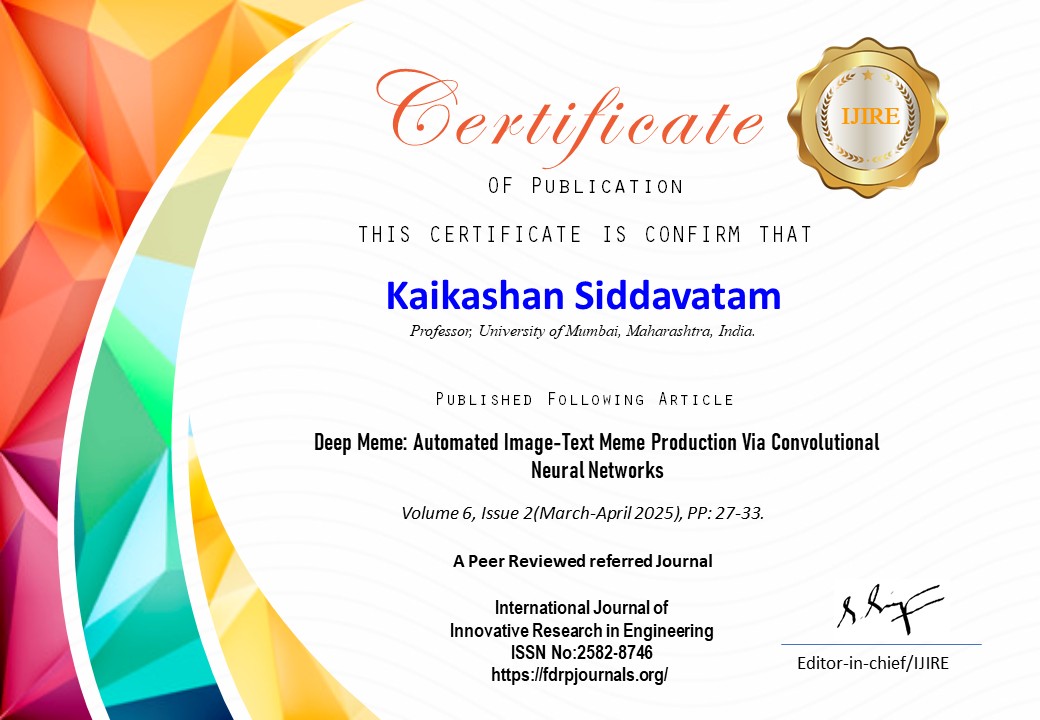 Certificate
IJIRE
OF PUBLICATION
THIS CERTIFICATE IS CONFIRM THAT
Kaikashan Siddavatam
Professor, University of Mumbai, Maharashtra, India.
PUBLISHED FOLLOWING ARTICLE
Deep Meme: Automated Image-Text Meme Production Via Convolutional
Neural Networks
Volume 6, Issue 2(March-April 2025), PP: 27-33.
A Peer Reviewed referred Journal
International Journal of
Innovative Research in Engineering
ISSN No:2582-8746
https://fdrpjournals.org/
Editor-in-chief/IJIRE